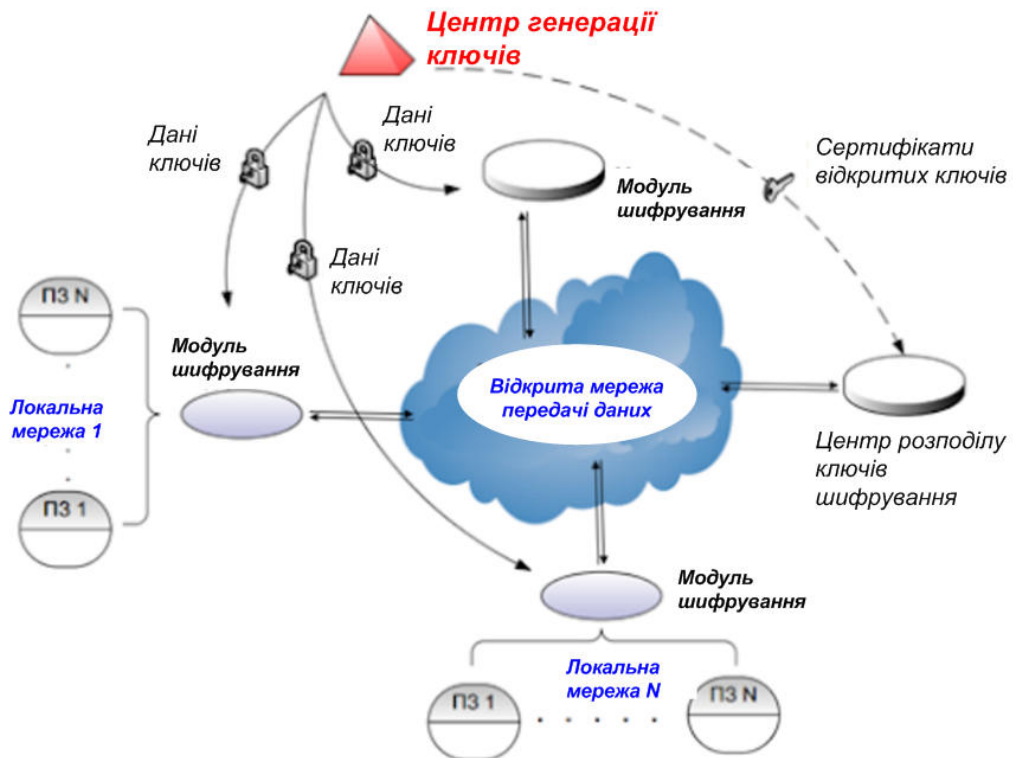 Центр генерації
ключів
Дані
ключів
Дані
ключів
Сертифікати
відкритих ключів
Модуль
шифрування
Дані
ключів
ПЗ N
Модуль
шифрування
Локальна
мережа 1
Відкрита мережа
передачі даних
ПЗ 1
Центр розподілу
ключів
шифрування
Модуль
шифрування
Локальна
мережа N
ПЗ 1
ПЗ N